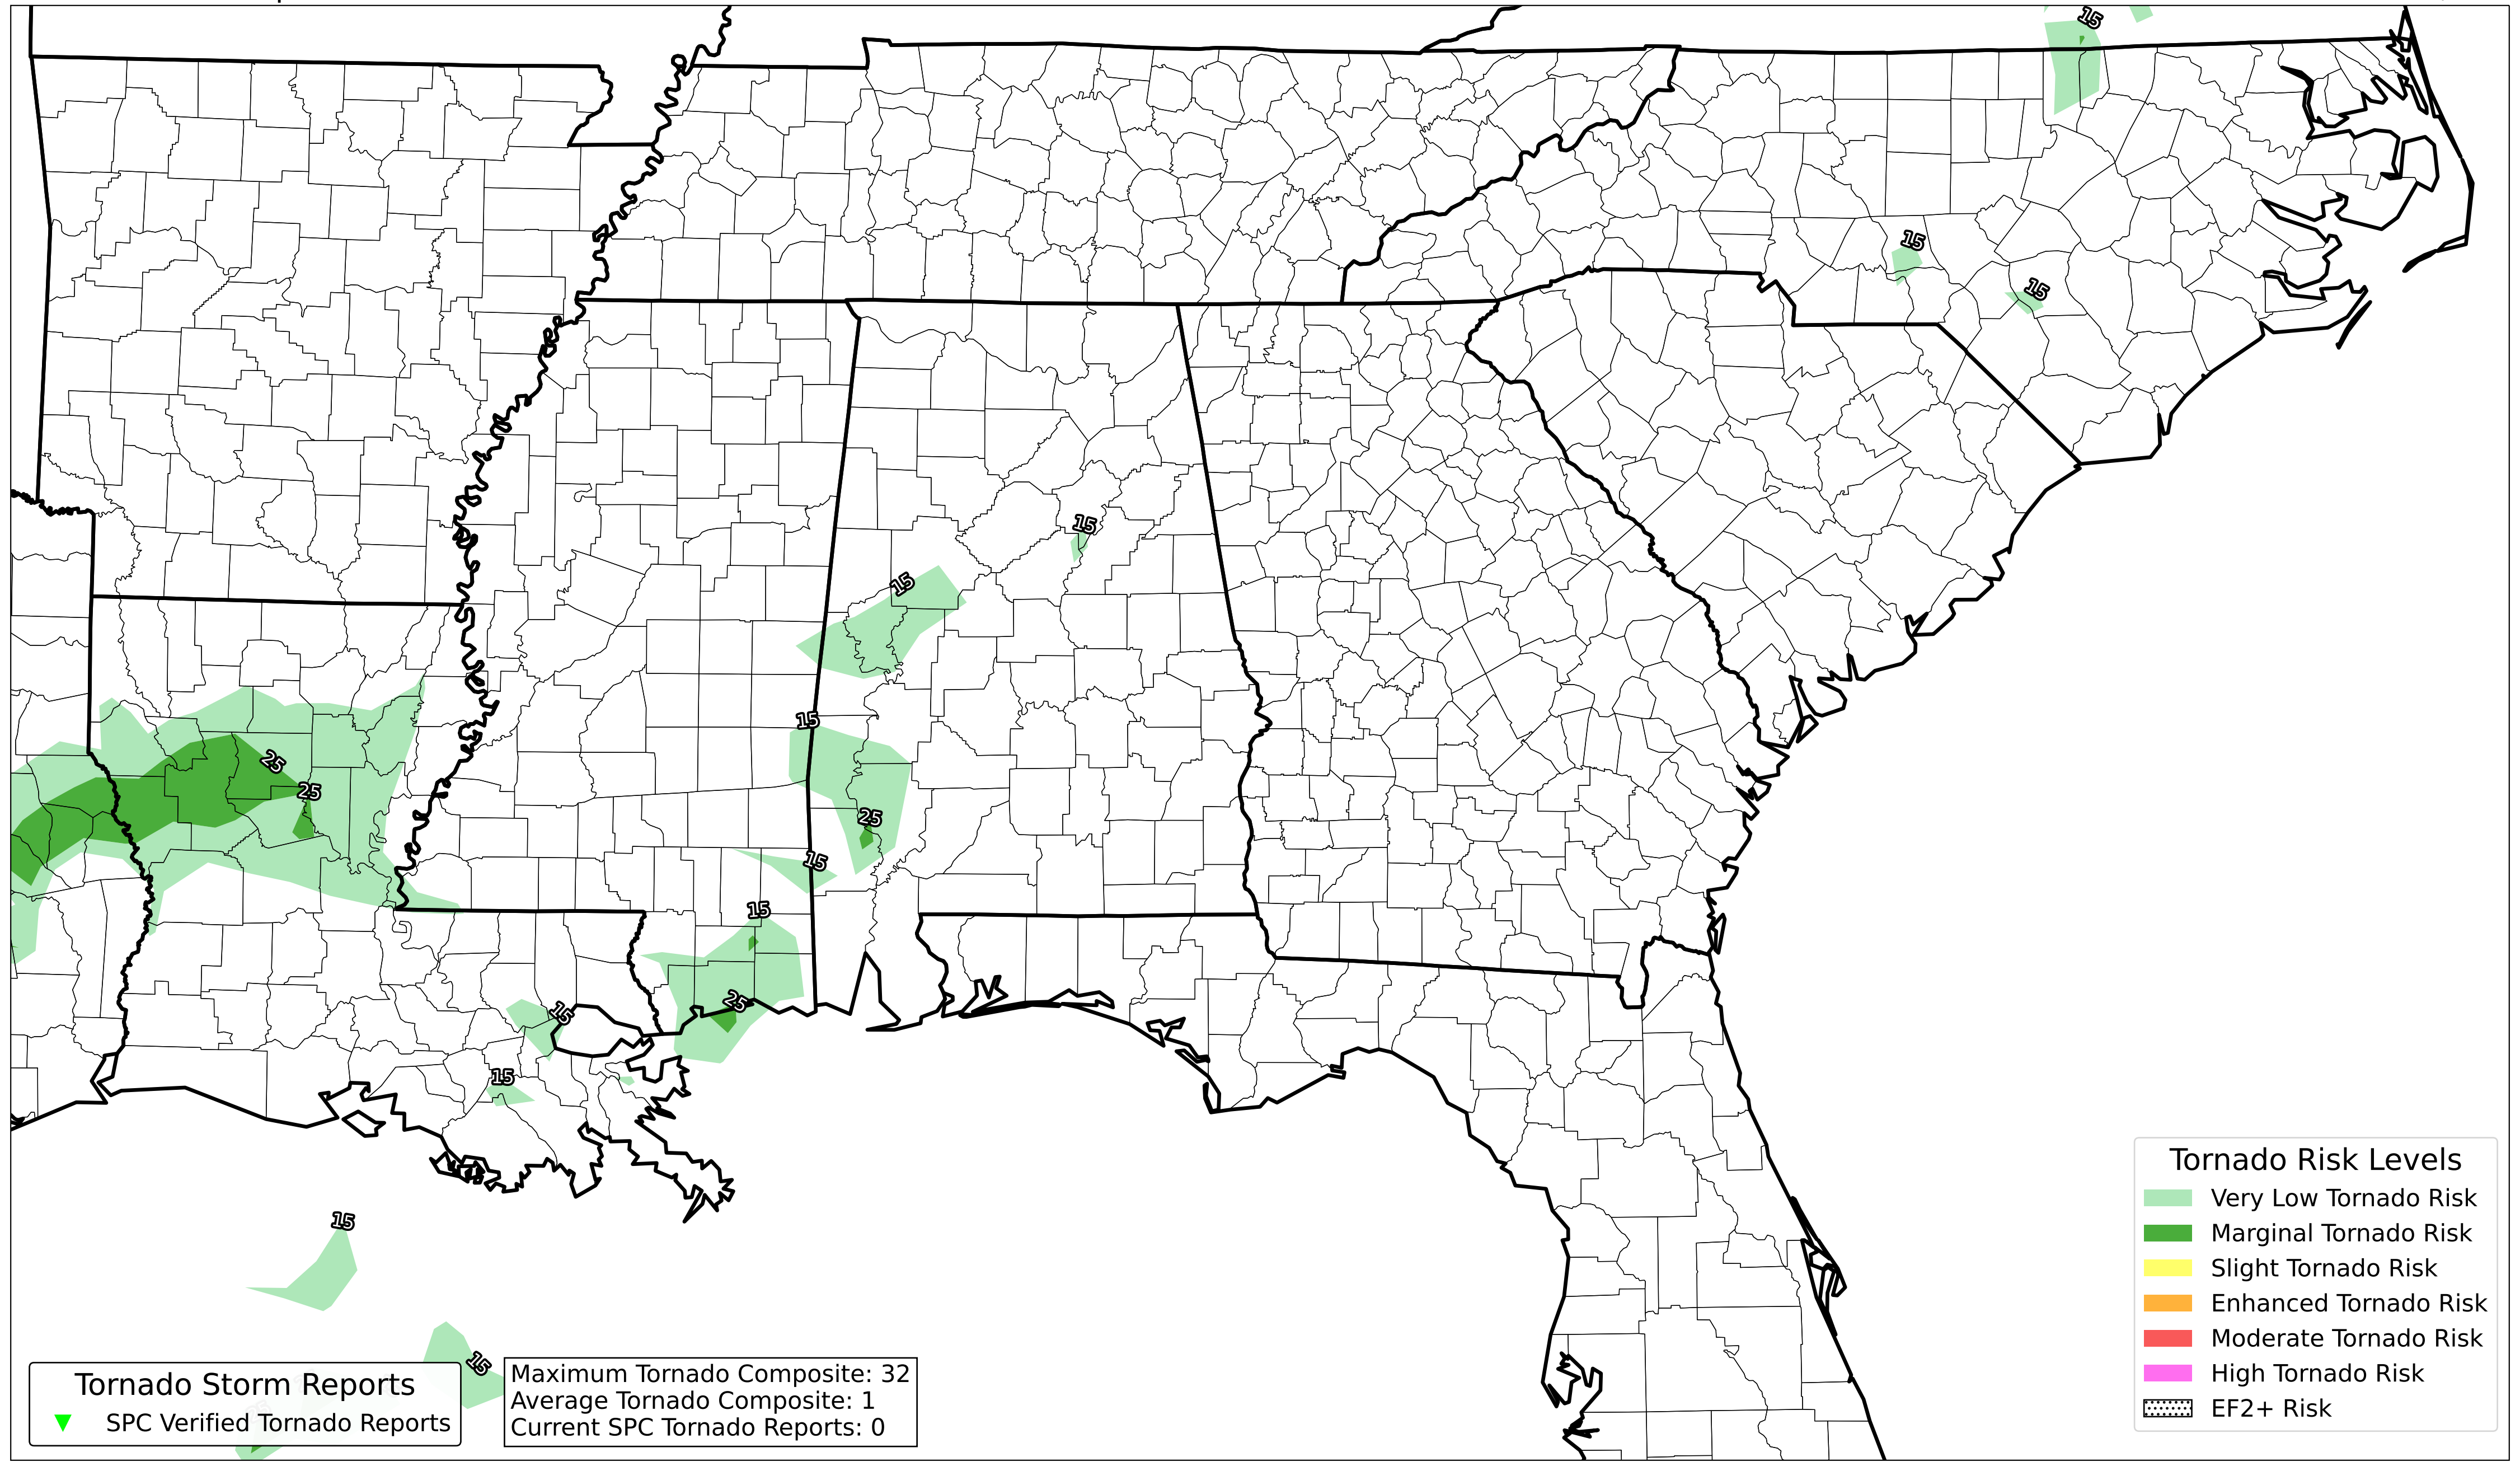 15
15
15
15
15
15
25
25
25
15
15
25
15
15
15
15
Tornado Storm Reports
SPC Verified Tornado Reports
Maximum Tornado Composite: 32
Average Tornado Composite: 1
Current SPC Tornado Reports: 0
Tornado Risk Levels
Very Low Tornado Risk
Marginal Tornado Risk
Slight Tornado Risk
Enhanced Tornado Risk
Moderate Tornado Risk
High Tornado Risk
EF2+ Risk